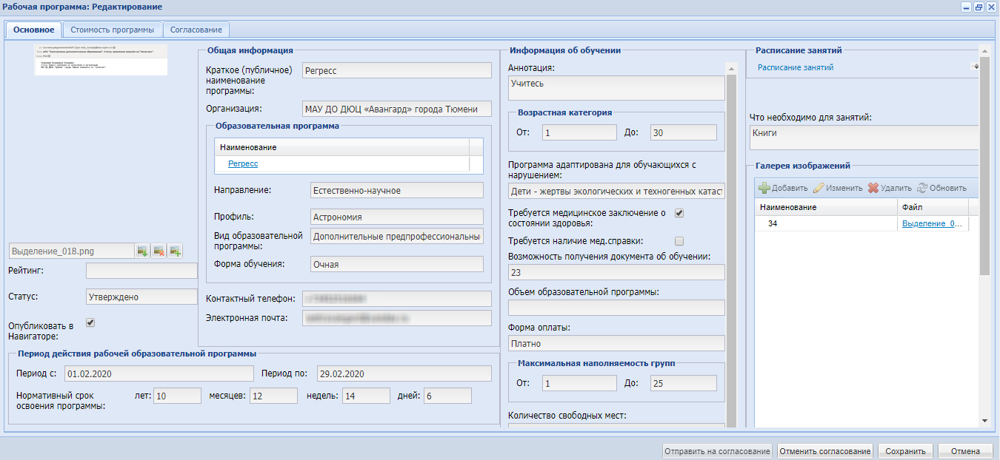 Рабочая программа: Редактирование
Основное
Стоимость программы
Согласование
Выделение_018.png
Рейтинг:
Статус:
Утверждено
Опубликовать в
Навигаторе:
Общая информация
Краткое (публичное)
наименование
программы:
Регресс
Организация:
МАУ ДО ДЮЦ «Авангард» города Тюмени
Образовательная программа
Наименование
Регресс
Направление:
Естественно-научное
Профиль:
Астрономия
Вид образовательной
программы:
Дополнительные предпрофессиональны
Форма обучения:
Очная
Контактный телефон:
Электронная почта:
Период действия рабочей образовательной программы
Период с:
01.02.2020
Период по:
29.02.2020
Нормативный срок
освоения программы:
лет:
10
месяцев:
12
недель:
14
дней:
6
Информация об обучении
Аннотация:
Учитесь
Возрастная категория
От:
1
До:
30
Программа адаптирована для обучающихся с
нарушением:
Дети - жертвы экологических и техногенных катаст
Требуется медицинское заключение о
состоянии здоровья:
Требуется наличие мед.справки:
Возможность получения документа об обучении:
23
Объем образовательной программы:
Форма оплаты:
Платно
Максимальная наполняемость групп
От:
1
До:
25
Количество свободных мест:
Расписание занятий
Расписание занятий
Что необходимо для занятий:
Книги
Галерея изображений
Добавить
Изменить
Удалить
Обновить
Наименование
Файл
34
Выделение_0...
Отправить на согласование
Отменить согласование
Сохранить
Отмена